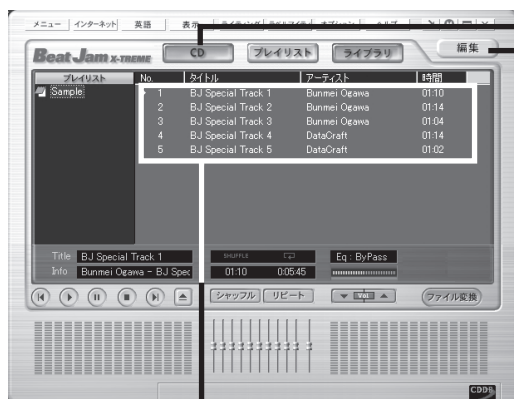 メニュー インターネット 英語 表示 ヘルプ
Beat Jam X-TREME CD プレイリスト ライブラリ 編集
プレイリスト No. タイトル アーティスト 時間
Sample 1 BJ Special Track 1 Bunmei Ogawa 01:10
2 BJ Special Track 2 Bunmei Ogawa 01:14
3 BJ Special Track 3 Bunmei Ogawa 01:04
4 BJ Special Track 4 DataCraft 01:14
5 BJ Special Track 5 DataCraft 01:02
Title BJ Special Track 1 SHUFFLE Eq : ByPass
Info Bunmei Ogawa - BJ Spec 01:10 0:05:45
シャッフル リピート Vol ファイル変換
CDDB